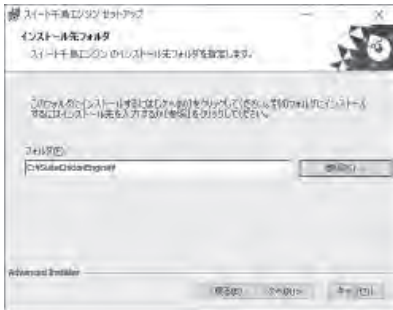 スイート千鳥エンジン セットアップ
インストール先フォルダ
スイート千鳥エンジン のインストール先フォルダを指定します。
このフォルダにインストールするには[次へ]をクリックしてください。別のフォルダにインストール
するにはインストール先を入力するか[参照]をクリックしてください。
フォルダ(F):
C:¥SuiteChidoriEngine¥
参照(O)...
Advanced Installer
戻る(B) 次へ(N) > キャンセル